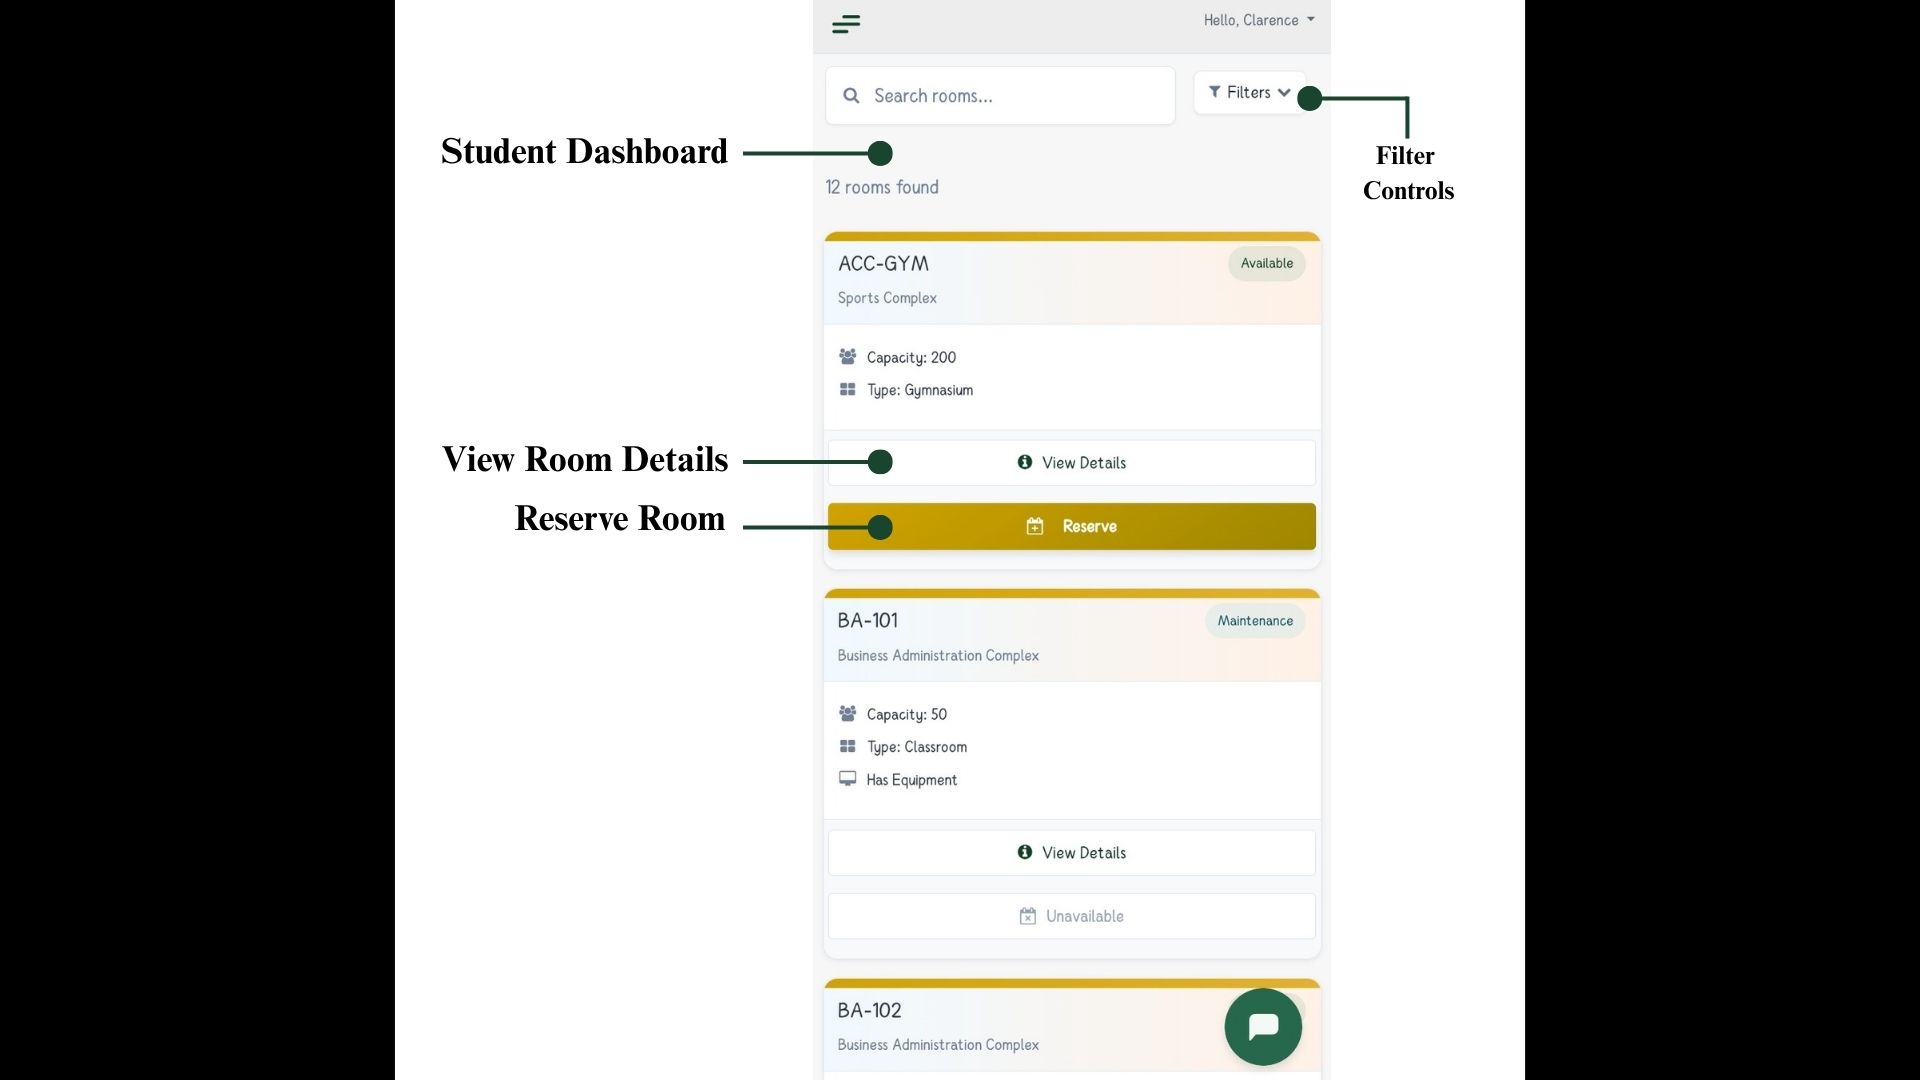 Hello, Clarence
Search rooms...
Filters
Student Dashboard
Filter
Controls
12 rooms found
ACC-GYM
Available
Sports Complex
Capacity: 200
Type: Gymnasium
View Room Details
View Details
Reserve Room
Reserve
BA-101
Maintenance
Business Administration Complex
Capacity: 50
Type: Classroom
Has Equipment
View Details
Unavailable
BA-102
Business Administration Complex